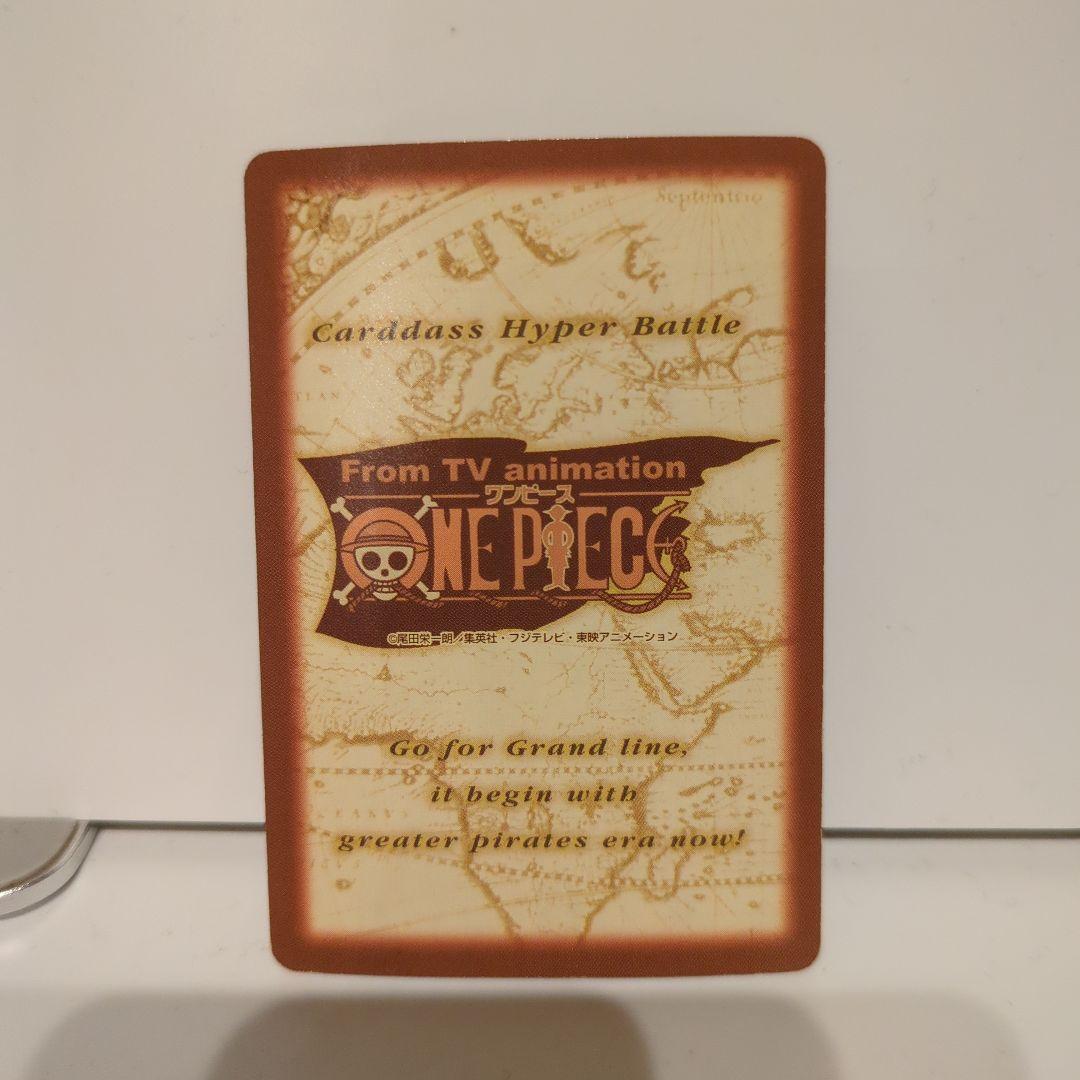 Septentrio
Carddass Hyper Battle
TLAN
From TV animation
ワンピース
ONE PIECE
©尾田栄一郎／集英社・フジテレビ・東映アニメーション
Go for Grand line,
it begin with
greater pirates era now!